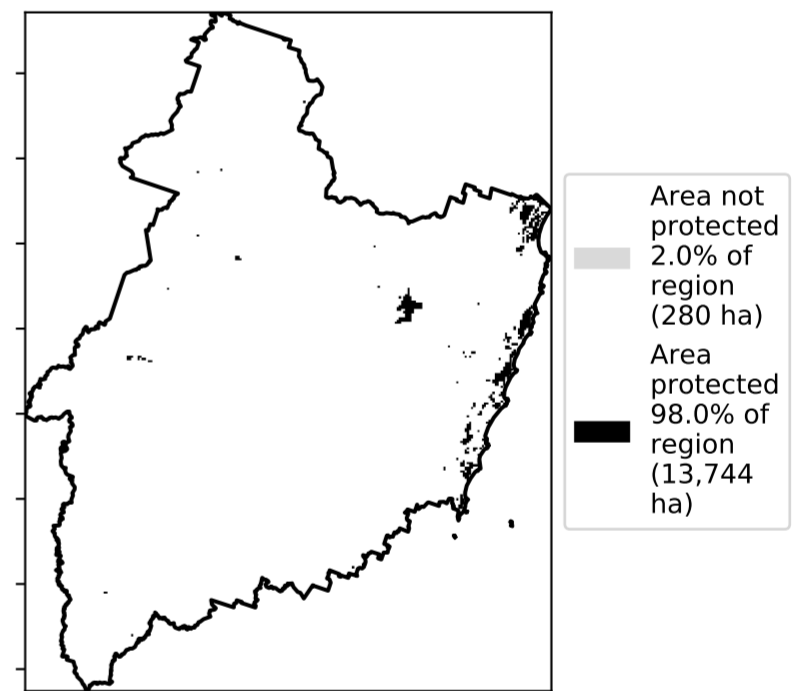 Area not
protected
2.0% of
region
(280 ha)
Area
protected
98.0% of
region
(13,744
ha)